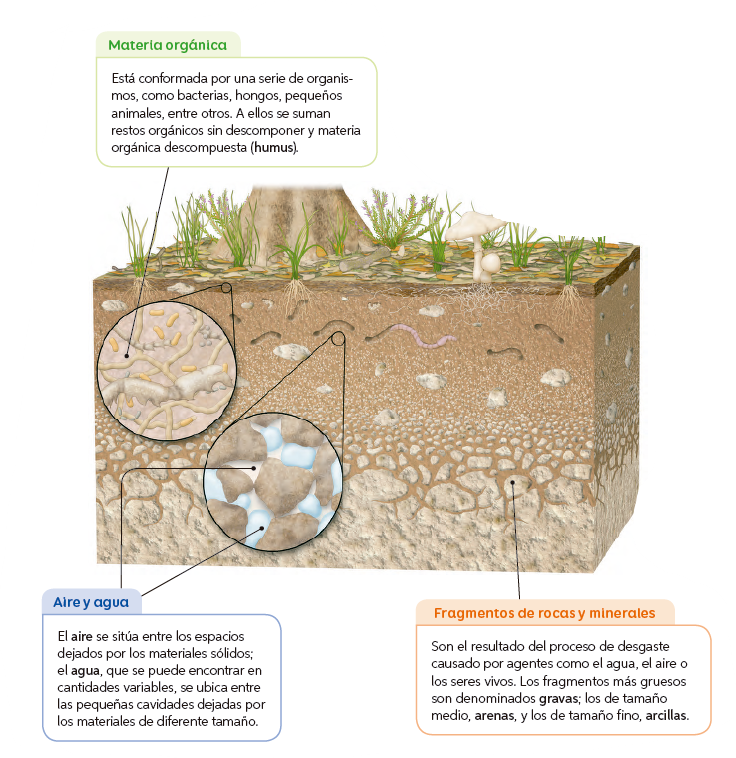 Materia orgánica
Está conformada por una serie de organis-
mos, como bacterias, hongos, pequeños
animales, entre otros. A ellos se suman
restos orgánicos sin descomponer y materia
orgánica descompuesta (humus).
Aire y agua
El aire se sitúa entre los espacios
dejados por los materiales sólidos;
el agua, que se puede encontrar en
cantidades variables, se ubica entre
las pequeñas cavidades dejadas por
los materiales de diferente tamaño.
Fragmentos de rocas y minerales
Son el resultado del proceso de desgaste
causado por agentes como el agua, el aire o
los seres vivos. Los fragmentos más gruesos
son denominados gravas; los de tamaño
medio, arenas, y los de tamaño fino, arcillas.